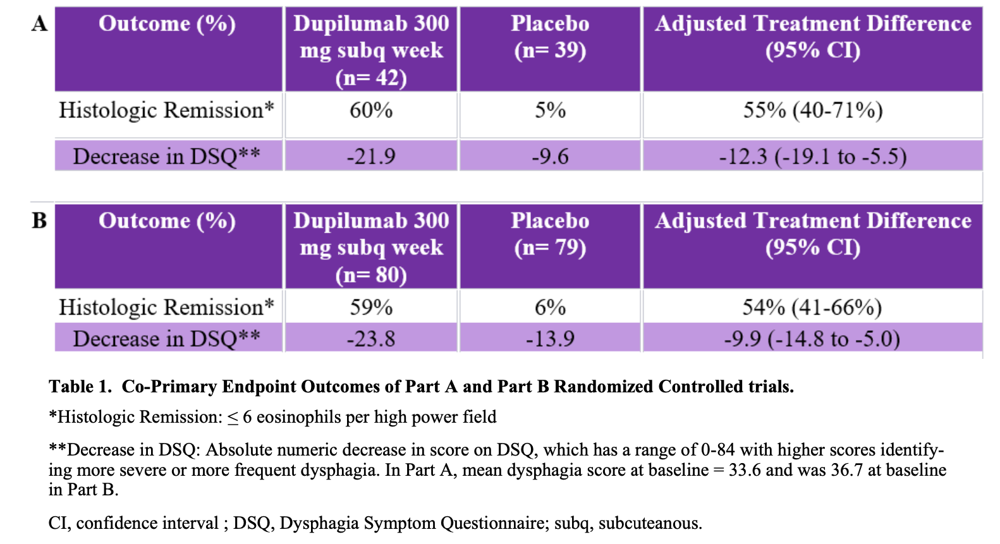 A
Outcome (%)
Dupilumab 300
mg subq week
(n= 42)
Placebo
(n= 39)
Adjusted Treatment Difference
(95% CI)
Histologic Remission*
60%
5%
55% (40-71%)
Decrease in DSQ**
-21.9
-9.6
-12.3 (-19.1 to -5.5)
B
Outcome (%)
Dupilumab 300
mg subq week
(n= 80)
Placebo
(n= 79)
Adjusted Treatment Difference
(95% CI)
Histologic Remission*
59%
6%
54% (41-66%)
Decrease in DSQ**
-23.8
-13.9
-9.9 (-14.8 to -5.0)
Table 1.  Co-Primary Endpoint Outcomes of Part A and Part B Randomized Controlled trials.
*Histologic Remission: ≤ 6 eosinophils per high power field
**Decrease in DSQ: Absolute numeric decrease in score on DSQ, which has a range of 0-84 with higher scores identify-
ing more severe or more frequent dysphagia. In Part A, mean dysphagia score at baseline = 33.6 and was 36.7 at baseline
in Part B.
CI, confidence interval ; DSQ, Dysphagia Symptom Questionnaire; subq, subcuteanous.